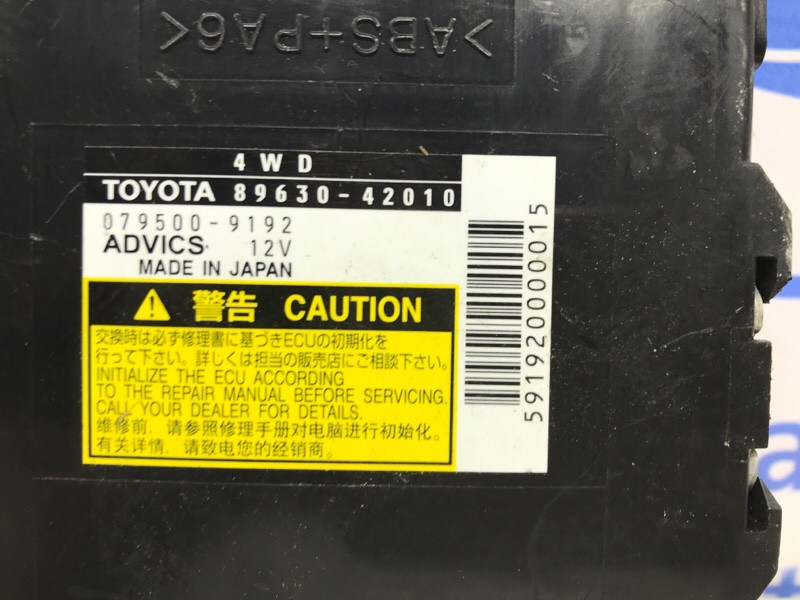 >ABS+PA6<
4WD
TOYOTA 89630-42010
079500-9192
ADVICS 12V
MADE IN JAPAN
警告 CAUTION
交換時は必ず修理書に基づきECUの初期化を
行って下さい。詳しくは担当の販売店にご相談下さい。
INITIALIZE THE ECU ACCORDING
TO THE REPAIR MANUAL BEFORE SERVICING.
CALL YOUR DEALER FOR DETAILS.
维修前，请参照修理手册对电脑进行初始化。
有关详情，请致电您的经销商。
591920000015